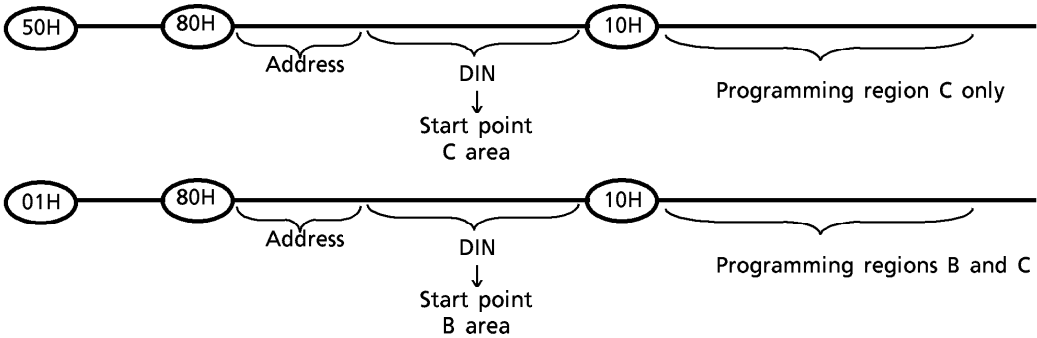 50H 80H 10H
Address
DIN
Programming region C only
↓
Start point
C area
01H 80H 10H
Address
DIN
Programming regions B and C
↓
Start point
B area